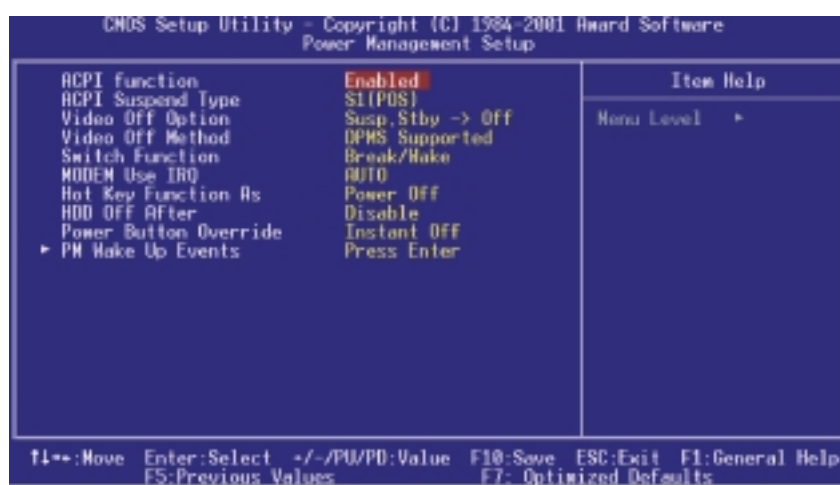 CMOS Setup Utility - Copyright (C) 1984-2001 Award Software
Power Management Setup
ACPI function Enabled
ACPI Suspend Type S1(POS)
Video Off Option Susp,Stby -> Off
Video Off Method DPMS Supported
Switch Function Break/Wake
MODEM Use IRQ AUTO
Hot Key Function As Power Off
HDD Off After Disable
Power Button Override Instant Off
► PM Wake Up Events Press Enter
Item Help
Menu Level ►
↑↓→←:Move Enter:Select +/-/PU/PD:Value F10:Save ESC:Exit F1:General Help
F5:Previous Values F7: Optimized Defaults